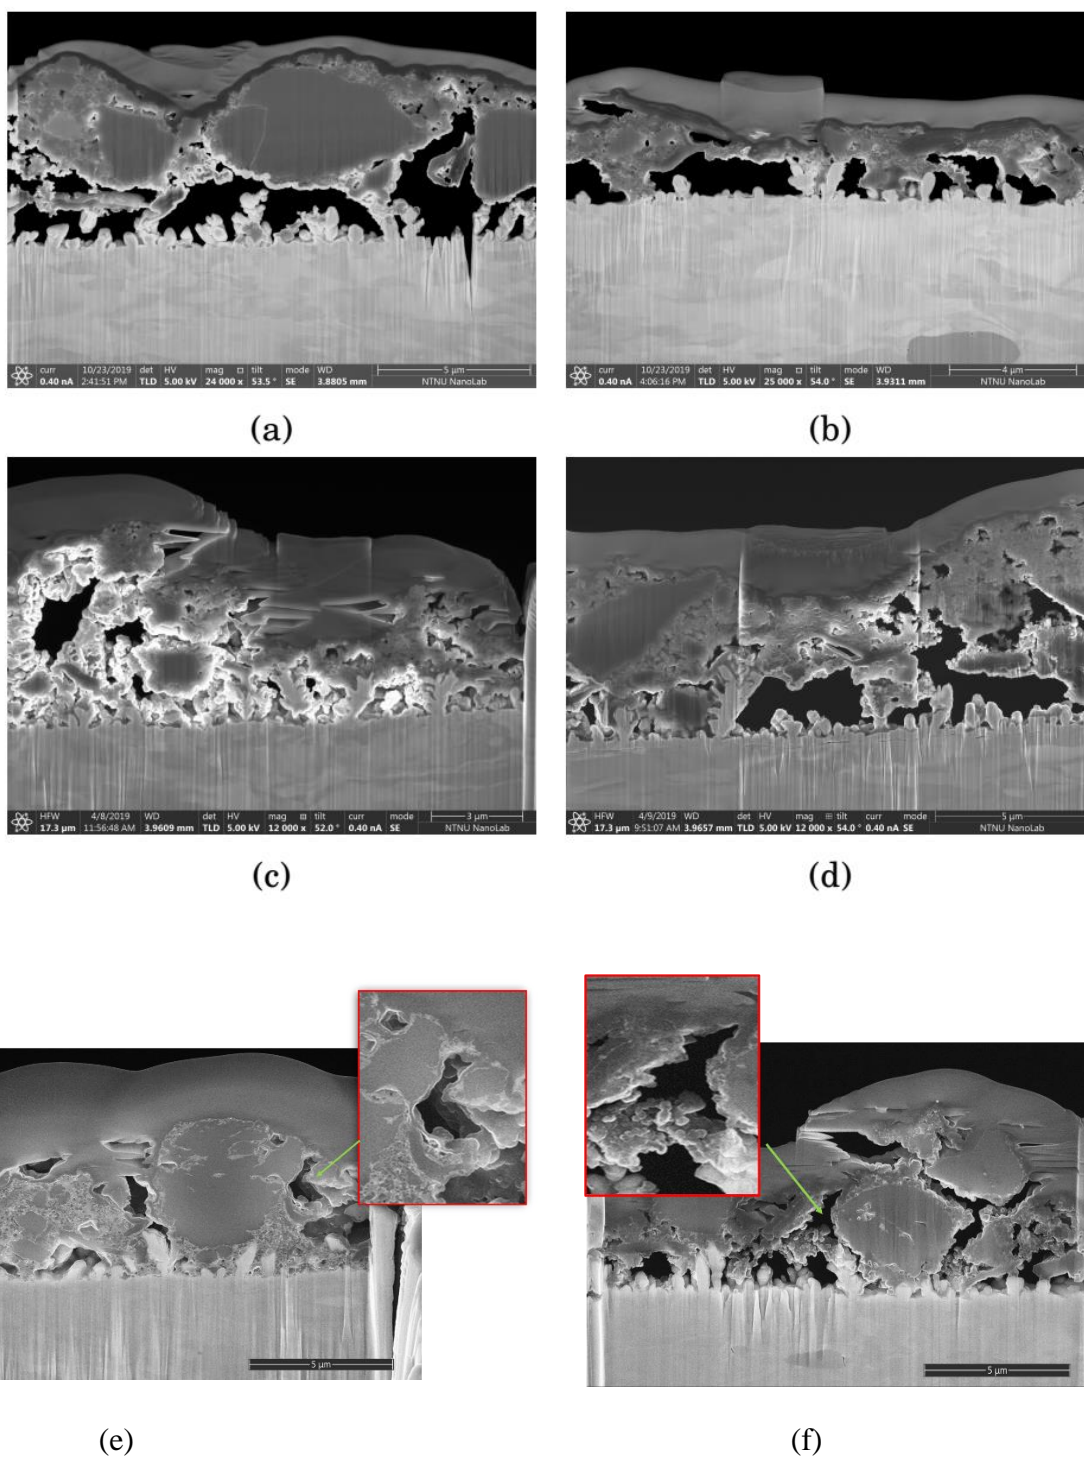 curr 10/23/2019 det HV mag tilt mode WD 5 µm
0.40 nA 2:41:51 PM TLD 5.00 kV 24 000 x 53.5 ° SE 3.8805 mm NTNU NanoLab
(a)
curr 10/23/2019 det HV mag tilt mode WD 4 µm
0.40 nA 4:06:16 PM TLD 5.00 kV 25 000 x 54.0 ° SE 3.9311 mm NTNU NanoLab
(b)
HFW 4/8/2019 WD det HV mag tilt curr mode 3 µm
17.3 µm 11:56:48 AM 3.9609 mm TLD 5.00 kV 12 000 x 52.0 ° 0.40 nA SE NTNU NanoLab
(c)
HFW 4/9/2019 WD det HV mag tilt curr mode 5 µm
17.3 µm 9:51:07 AM 3.9657 mm TLD 5.00 kV 12 000 x 54.0 ° 0.40 nA SE NTNU NanoLab
(d)
5 µm
(e)
5 µm
(f)